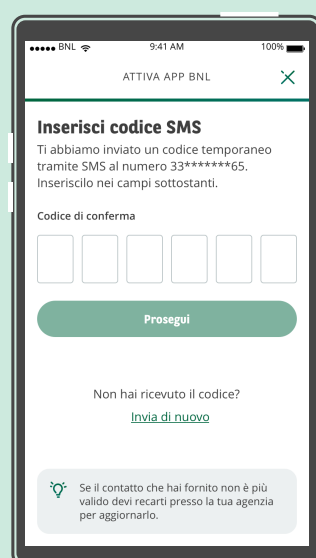 BNL 9:41 AM 100%
ATTIVA APP BNL
Inserisci codice SMS
Ti abbiamo inviato un codice temporaneo
tramite SMS al numero 33*******65.
Inseriscilo nei campi sottostanti.
Codice di conferma
Prosegui
Non hai ricevuto il codice?
Invia di nuovo
Se il contatto che hai fornito non è più
valido devi recarti presso la tua agenzia
per aggiornarlo.